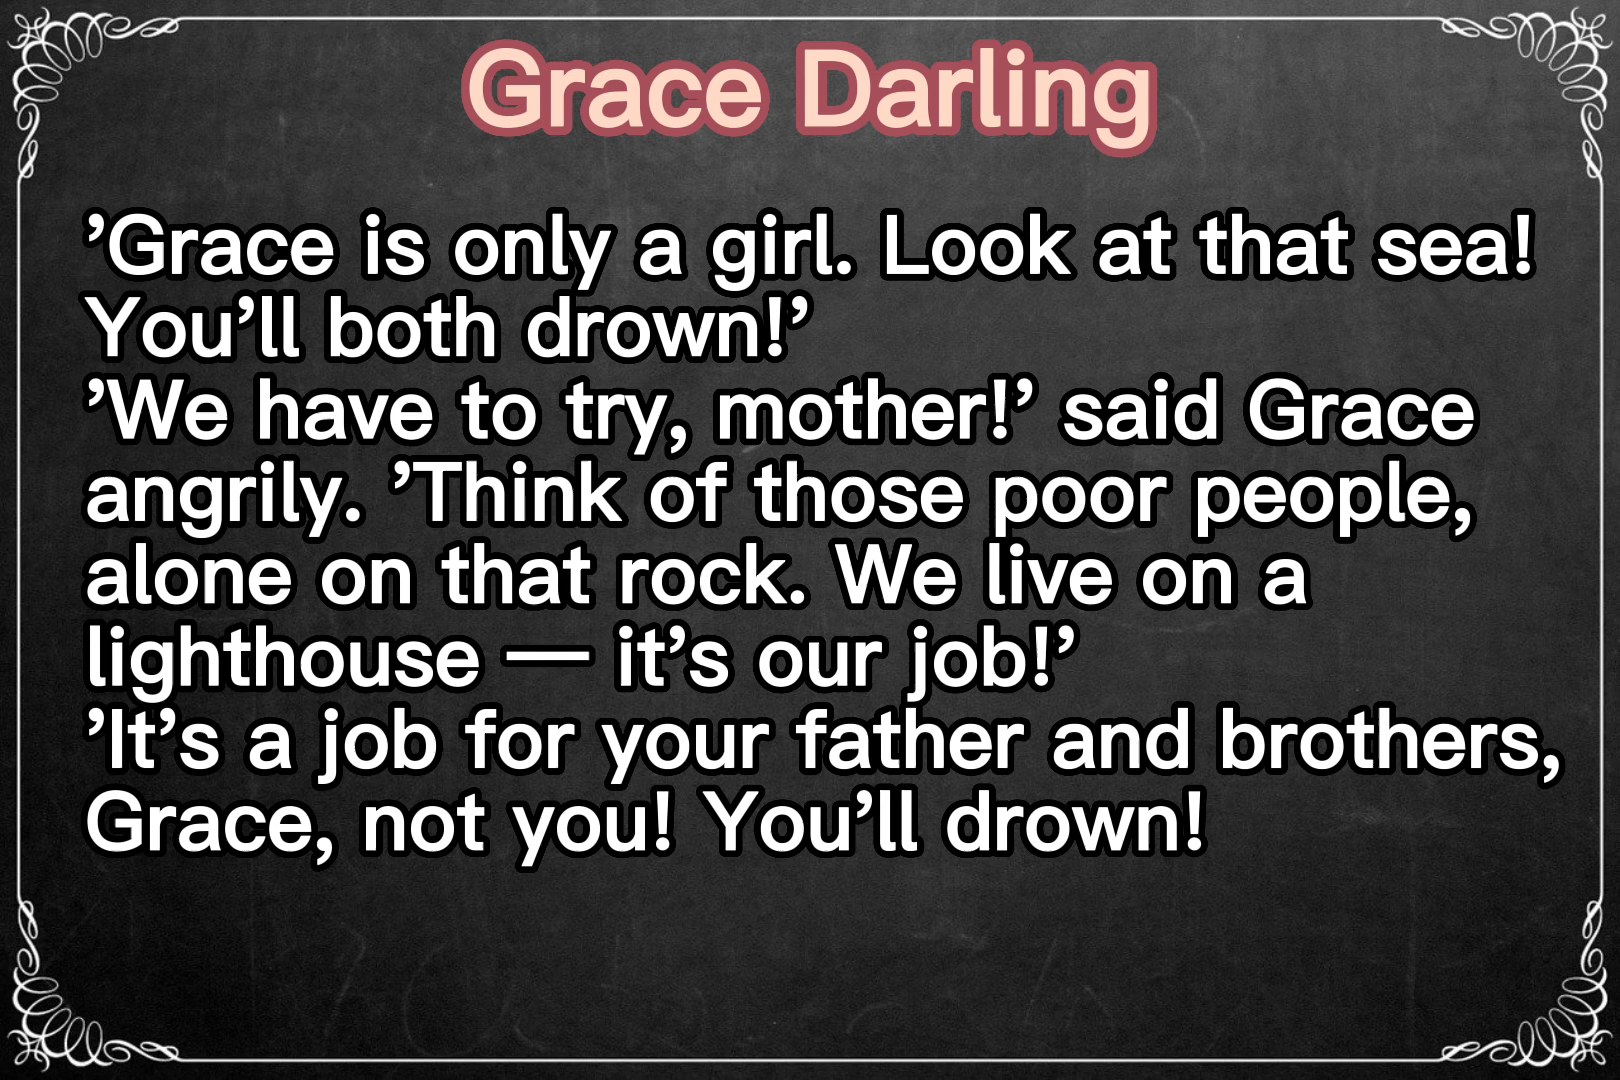 Grace Darling
’Grace is only a girl. Look at that sea!
You’ll both drown!’
’We have to try, mother!’ said Grace
angrily. ’Think of those poor people,
alone on that rock. We live on a
lighthouse — it’s our job!’
’It’s a job for your father and brothers,
Grace, not you! You’ll drown!